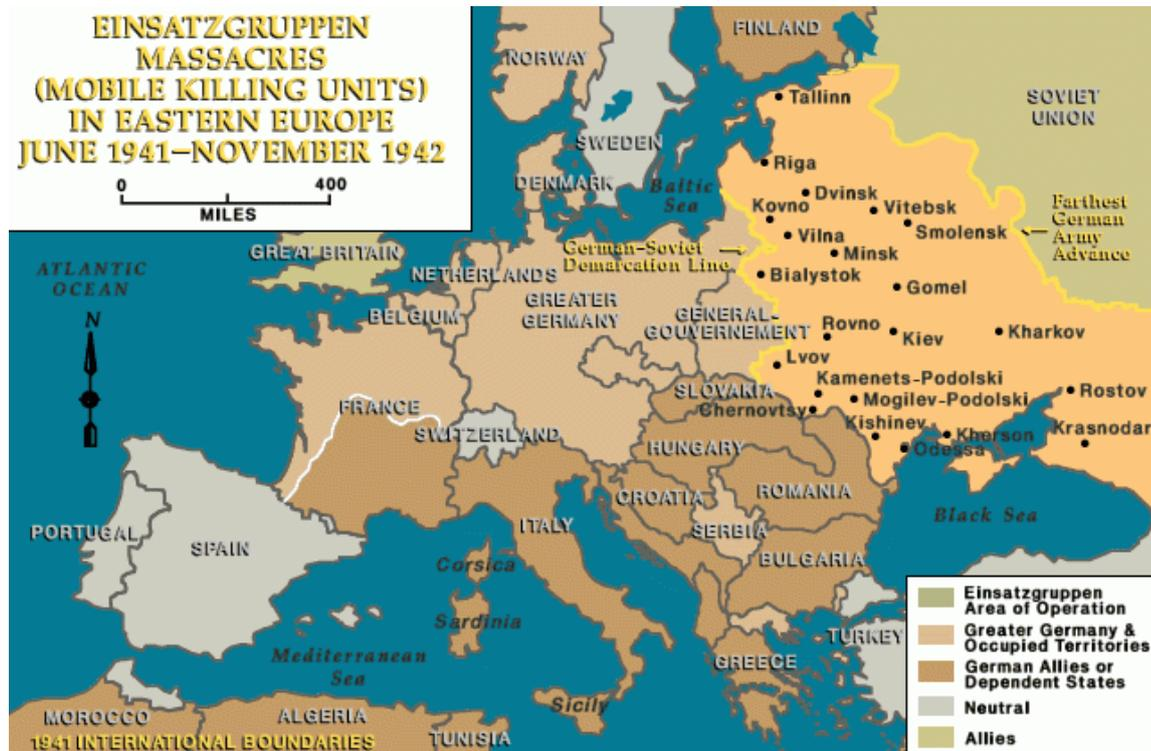 EINSATZGRUPPEN
MASSACRES
(MOBILE KILLING UNITS)
IN EASTERN EUROPE
JUNE 1941–NOVEMBER 1942
0 400
MILES
FINLAND
NORWAY
SOVIET
UNION
Tallinn
SWEDEN
Riga
DENMARK
Baltic
Sea
Dvinsk
Kovno
Vitebsk
Smolensk
Farthest
German
Army
Advance
Vilna
German–Soviet
Demarcation Line
Minsk
GREAT BRITAIN
ATLANTIC
OCEAN
NETHERLANDS
Bialystok
Gomel
GREATER
GERMANY
BELGIUM
GENERAL-
GOUVERNEMENT
N
Rovno
Kiev
Kharkov
Lvov
Kamenets-Podolski
SLOVAKIA
Rostov
Mogilev-Podolski
FRANCE
Chernovtsy
Kishinev
Krasnodar
SWITZERLAND
Kherson
HUNGARY
Odessa
CROATIA
ROMANIA
Black Sea
ITALY
SERBIA
PORTUGAL
SPAIN
BULGARIA
Corsica
Sardinia
TURKEY
Mediterranean
Sea
GREECE
Sicily
MOROCCO
ALGERIA
TUNISIA
1941 INTERNATIONAL BOUNDARIES
Einsatzgruppen
Area of Operation
Greater Germany &
Occupied Territories
German Allies or
Dependent States
Neutral
Allies